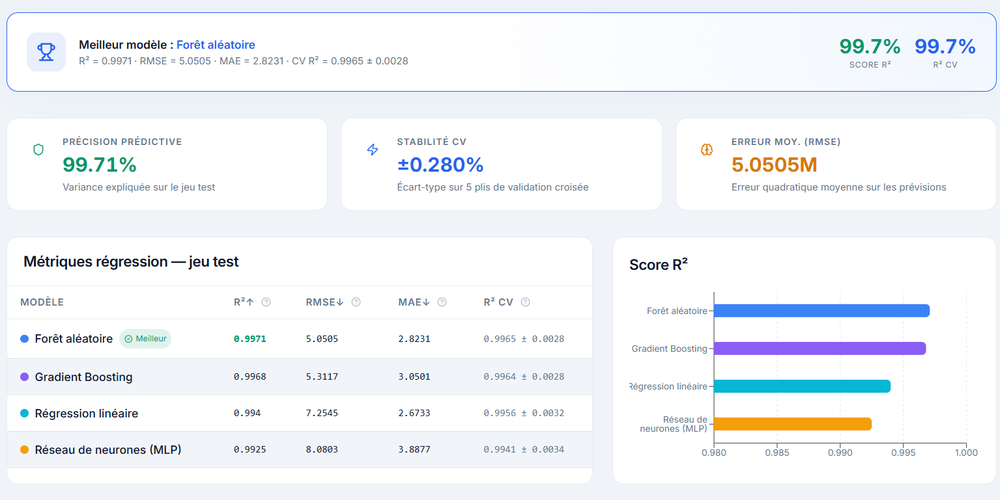 Meilleur modèle : Forêt aléatoire
R² = 0.9971 · RMSE = 5.0505 · MAE = 2.8231 · CV R² = 0.9965 ± 0.0028
99.7%
SCORE R²
99.7%
R² CV
PRÉCISION PRÉDICTIVE
99.71%
Variance expliquée sur le jeu test
STABILITÉ CV
±0.280%
Écart-type sur 5 plis de validation croisée
ERREUR MOY. (RMSE)
5.0505M
Erreur quadratique moyenne sur les prévisions
Métriques régression — jeu test
MODÈLE R²↑ ? RMSE↓ ? MAE↓ ? R² CV ?
Forêt aléatoire Meilleur 0.9971 5.0505 2.8231 0.9965 ± 0.0028
Gradient Boosting 0.9968 5.3117 3.0501 0.9964 ± 0.0028
Régression linéaire 0.994 7.2545 2.6733 0.9956 ± 0.0032
Réseau de neurones (MLP) 0.9925 8.0803 3.8877 0.9941 ± 0.0034
Score R²
Forêt aléatoire
Gradient Boosting
Régression linéaire
Réseau de
neurones (MLP)
0.980 0.985 0.990 0.995 1.000